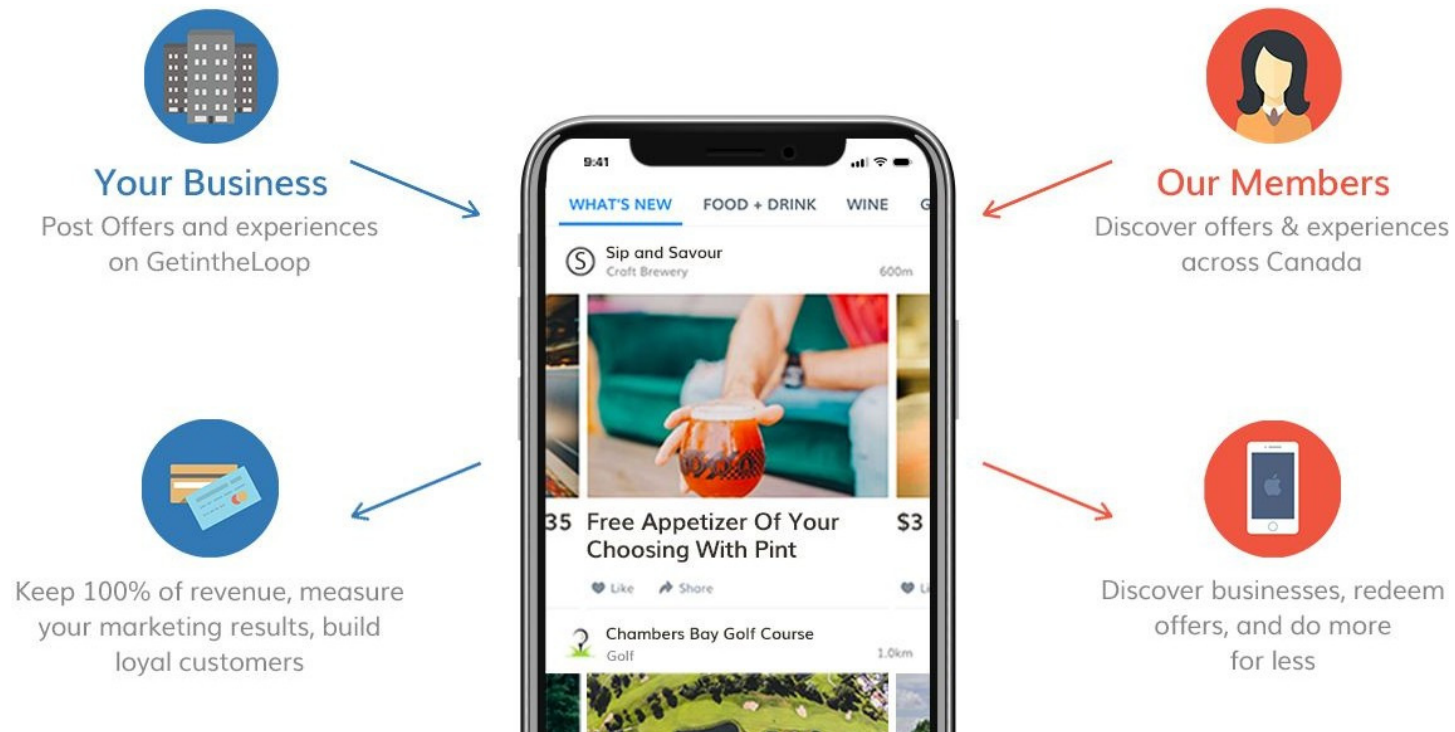 Your Business
Post Offers and experiences
on GetintheLoop
Keep 100% of revenue, measure
your marketing results, build
loyal customers
9:41
WHAT'S NEW FOOD + DRINK WINE G
S
Sip and Savour
Craft Brewery
600m
35 Free Appetizer Of Your $3
Choosing With Pint
Like Share Li
Chambers Bay Golf Course
Golf
1.0km
Our Members
Discover offers & experiences
across Canada
Discover businesses, redeem
offers, and do more
for less